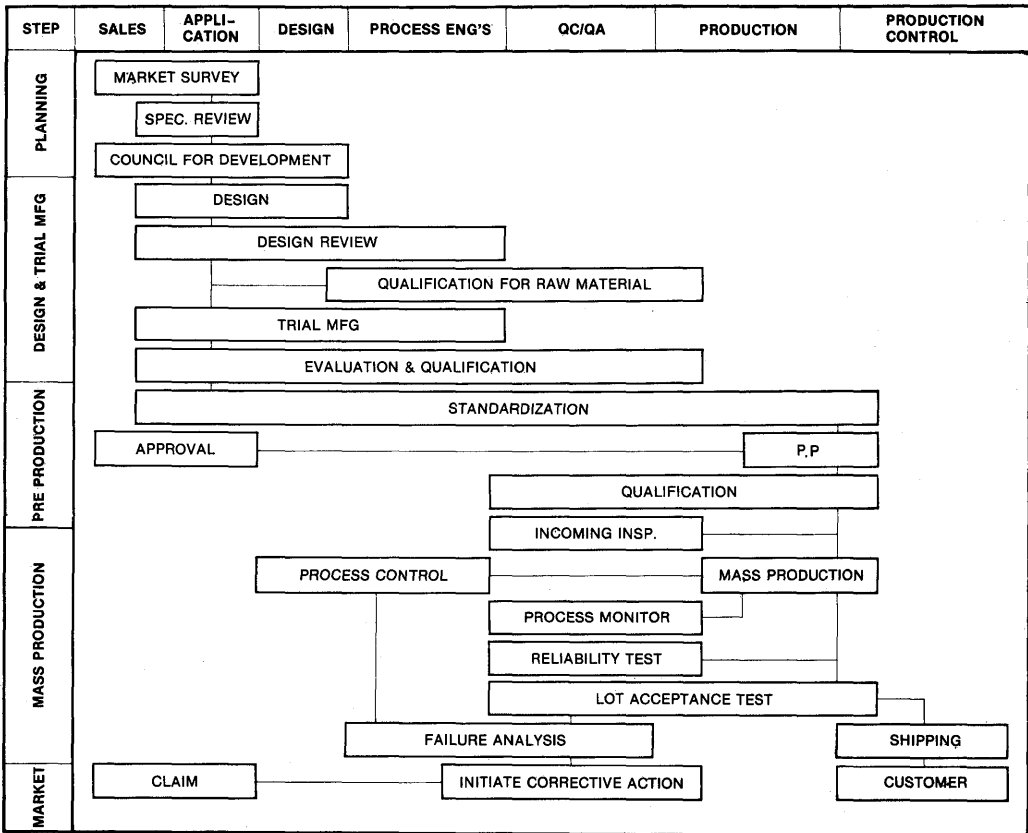 STEP
SALES
APPLI-
CATION
DESIGN
PROCESS ENG'S
QC/QA
PRODUCTION
PRODUCTION
CONTROL
PLANNING
MARKET SURVEY
SPEC. REVIEW
COUNCIL FOR DEVELOPMENT
DESIGN & TRIAL MFG
DESIGN
DESIGN REVIEW
QUALIFICATION FOR RAW MATERIAL
TRIAL MFG
EVALUATION & QUALIFICATION
PRE PRODUCTION
STANDARDIZATION
APPROVAL
P.P
QUALIFICATION
MASS PRODUCTION
INCOMING INSP.
PROCESS CONTROL
MASS PRODUCTION
PROCESS MONITOR
RELIABILITY TEST
LOT ACCEPTANCE TEST
FAILURE ANALYSIS
SHIPPING
MARKET
CLAIM
INITIATE CORRECTIVE ACTION
CUSTOMER